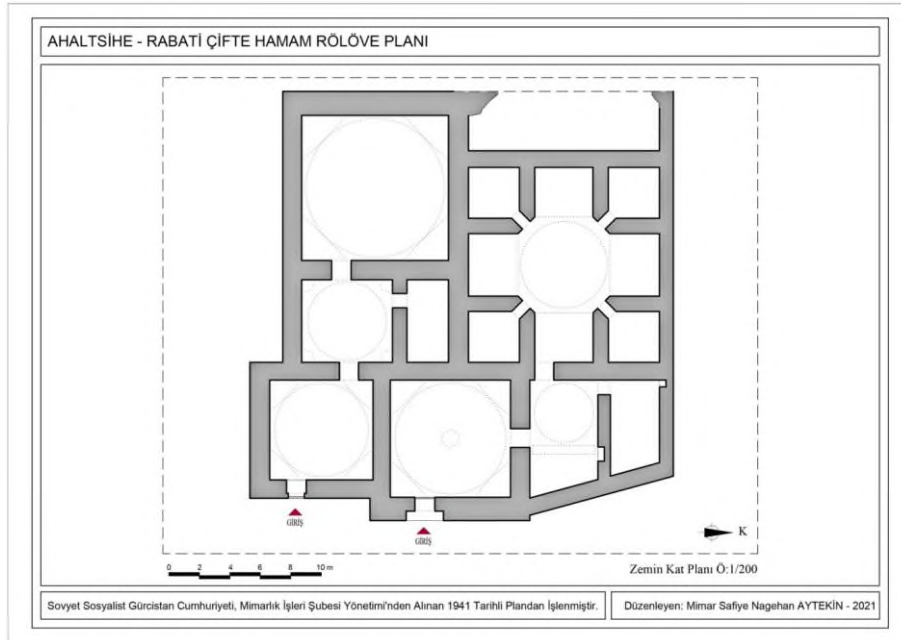 AHALTSİHE - RABATİ ÇİFTE HAMAM RÖLÖVE PLANI
GİRİŞ
GİRİŞ
K
0 2 4 6 8 10 m
Zemin Kat Planı Ö:1/200
Sovyet Sosyalist Gürcistan Cumhuriyeti, Mimarlık İşleri Şubesi Yönetimi'nden Alınan 1941 Tarihli Plandan İşlenmiştir.
Düzenleyen: Mimar Safiye Nagehan AYTEKİN - 2021